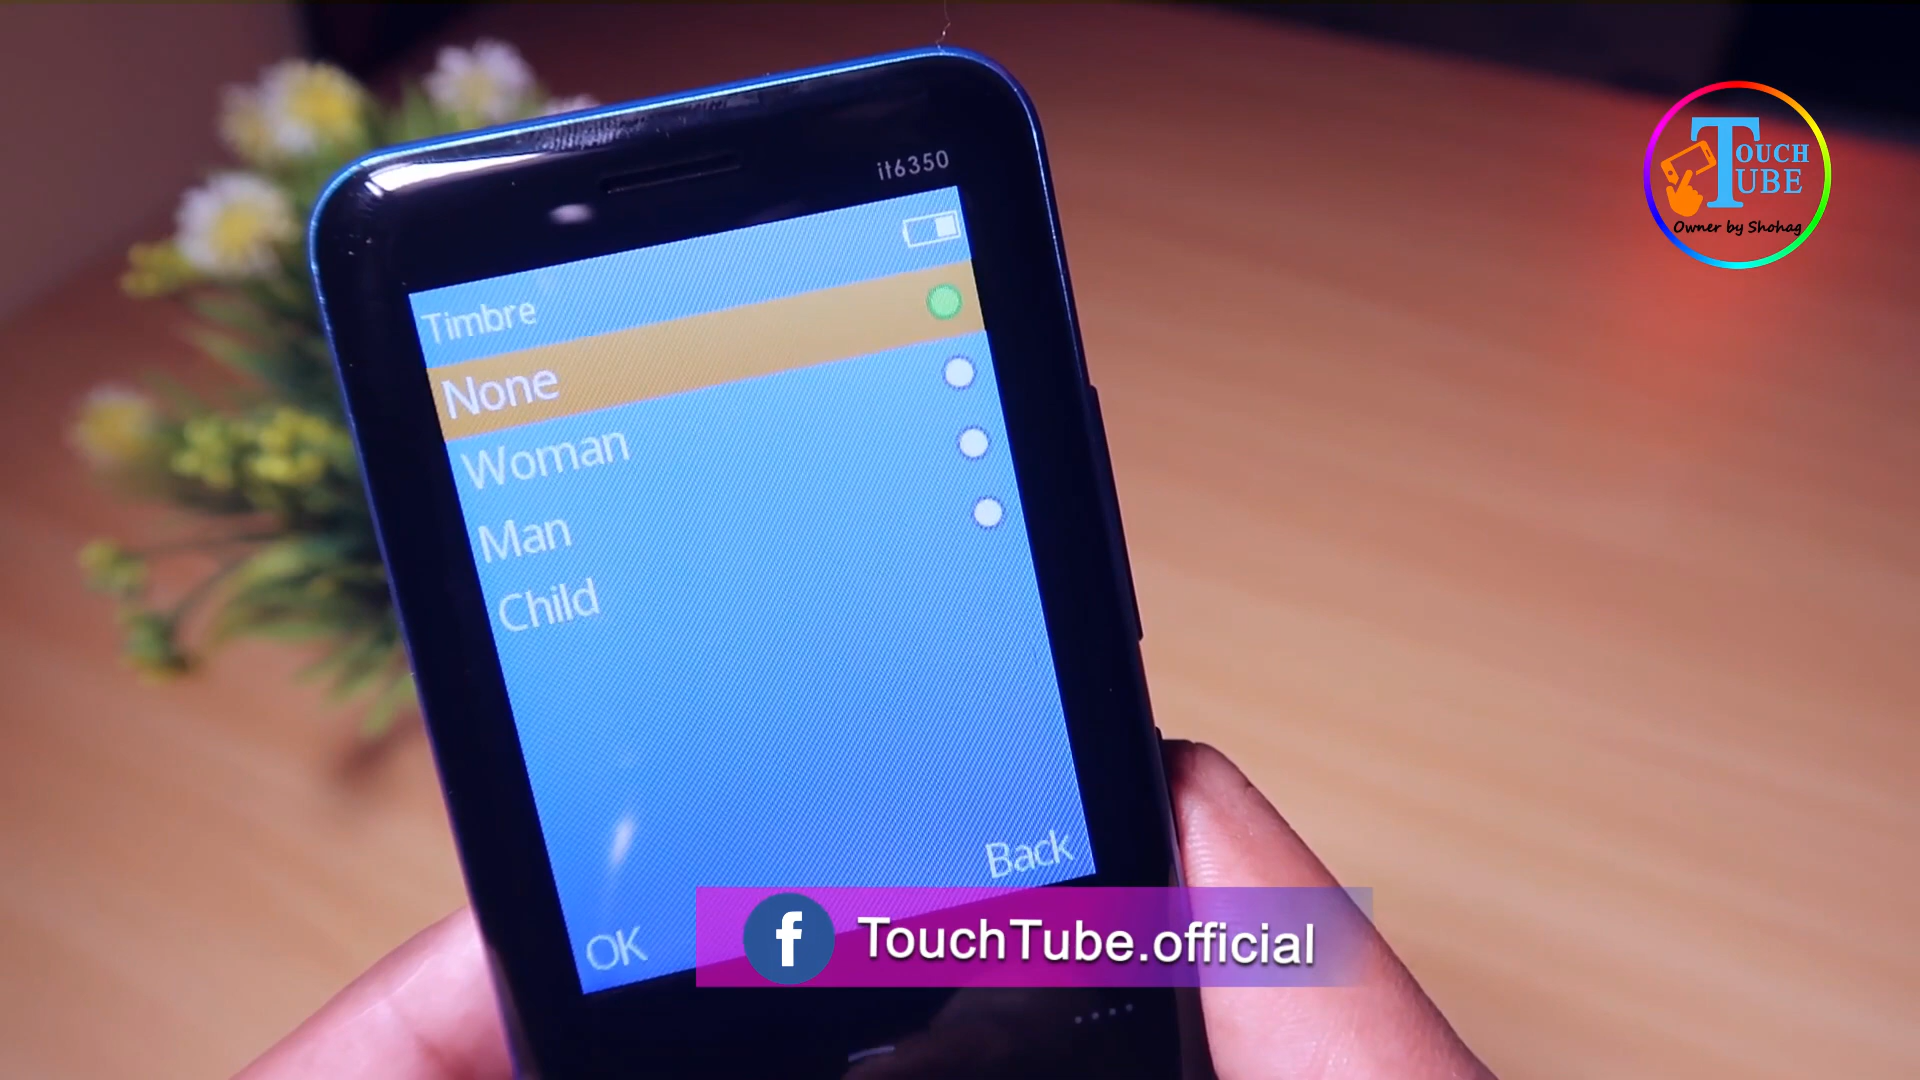 it6350
Timbre
None
Woman
Man
Child
Back
OK
TOUCH
TUBE
Owner by Shohag
f TouchTube.official